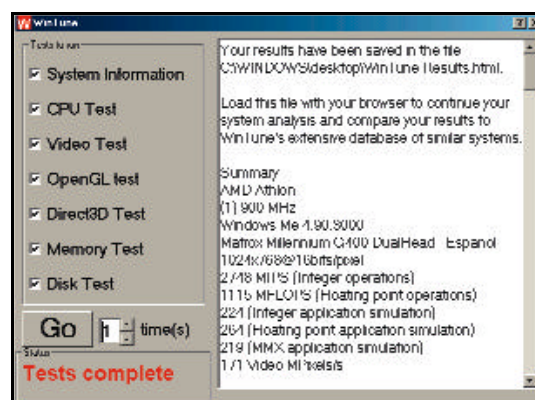 WinTune
Tests to run
System Information
CPU Test
Video Test
OpenGL test
Direct3D Test
Memory Test
Disk Test
Go 1 time(s)
Status
Tests complete
Your results have been saved in the file
C:\WINDOWS\desktop\WinTune Results.html.
Load this file with your browser to continue your
system analysis and compare your results to
WinTune's extensive database of similar systems.
Summary
AMD Athlon
(1) 900 MHz
Windows Me 4.90.3000
Matrox Millennium G400 DualHead Espanol
1024x768@16bits/pixel
2748 MIPS (Integer operations)
1115 MFLOPS (Floating point operations)
224 (Integer application simulation)
264 (Floating point application simulation)
219 (MMX application simulation)
171 Video MPixels/s